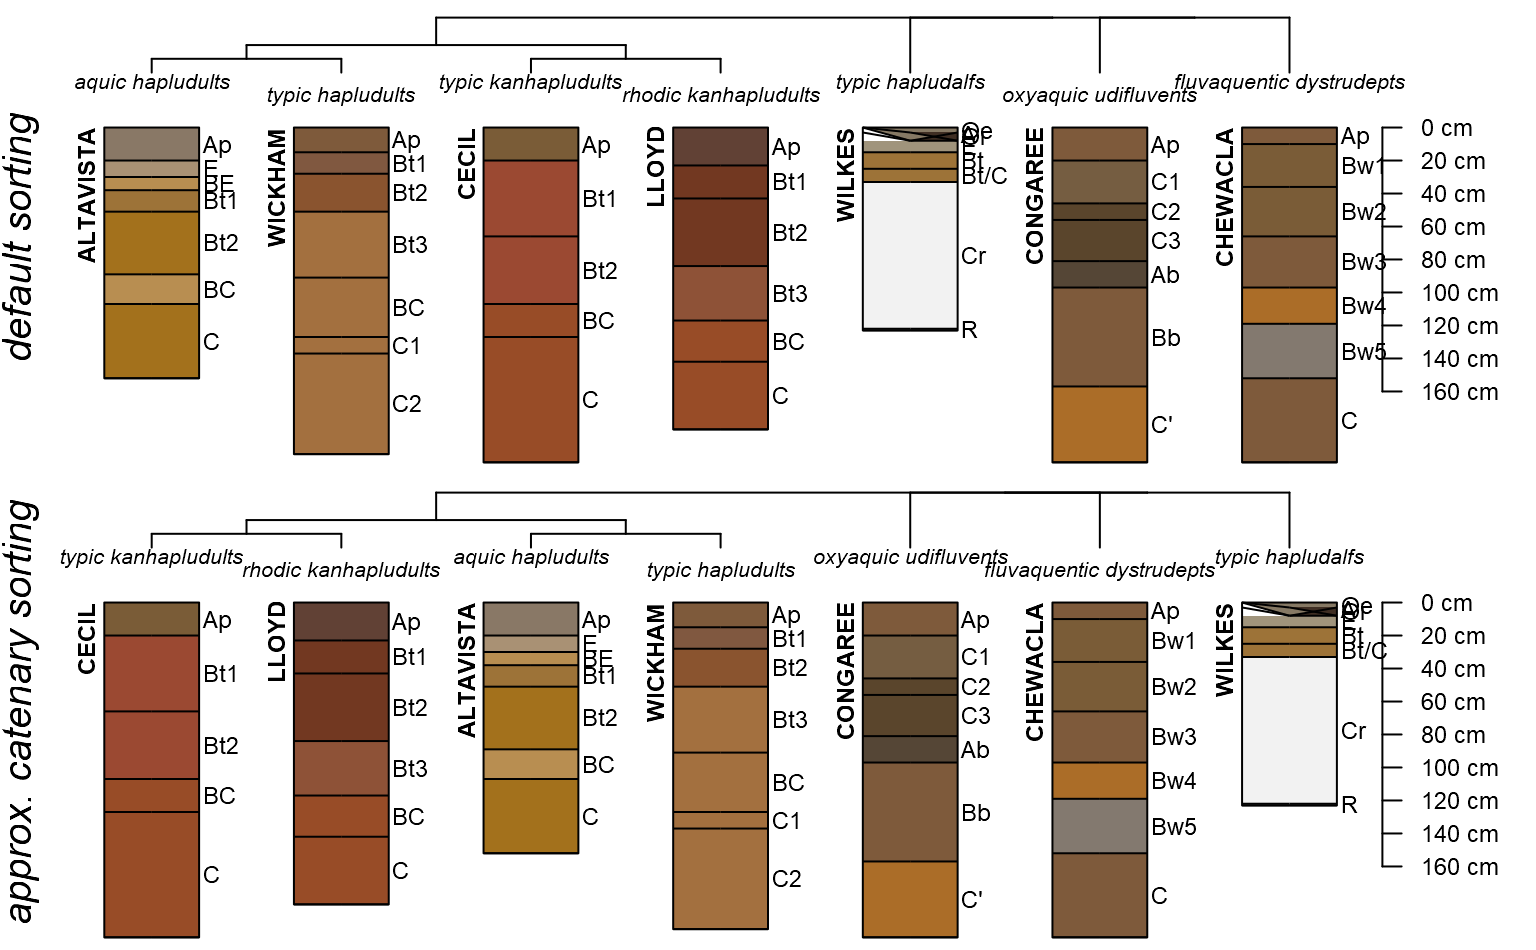 default sorting
aquic hapludults
typic hapludults
typic kanhapludults
rhodic kanhapludults
typic hapludalfs
oxyaquic udifluvents
fluvaquentic dystrudepts
ALTAVISTA
Ap
E
BE
Bt1
Bt2
BC
C
WICKHAM
Ap
Bt1
Bt2
Bt3
BC
C1
C2
CECIL
Ap
Bt1
Bt2
BC
C
LLOYD
Ap
Bt1
Bt2
Bt3
BC
C
WILKES
Oe
E
Bt
Bt/C
Cr
R
CONGAREE
Ap
C1
C2
C3
Ab
Bb
C'
CHEWACLA
Ap
Bw1
Bw2
Bw3
Bw4
Bw5
C
0 cm
20 cm
40 cm
60 cm
80 cm
100 cm
120 cm
140 cm
160 cm
approx. catenary sorting
typic kanhapludults
rhodic kanhapludults
aquic hapludults
typic hapludults
oxyaquic udifluvents
fluvaquentic dystrudepts
typic hapludalfs
CECIL
Ap
Bt1
Bt2
BC
C
LLOYD
Ap
Bt1
Bt2
Bt3
BC
C
ALTAVISTA
Ap
E
BE
Bt1
Bt2
BC
C
WICKHAM
Ap
Bt1
Bt2
Bt3
BC
C1
C2
CONGAREE
Ap
C1
C2
C3
Ab
Bb
C'
CHEWACLA
Ap
Bw1
Bw2
Bw3
Bw4
Bw5
C
WILKES
Oe
E
Bt
Bt/C
Cr
R
0 cm
20 cm
40 cm
60 cm
80 cm
100 cm
120 cm
140 cm
160 cm